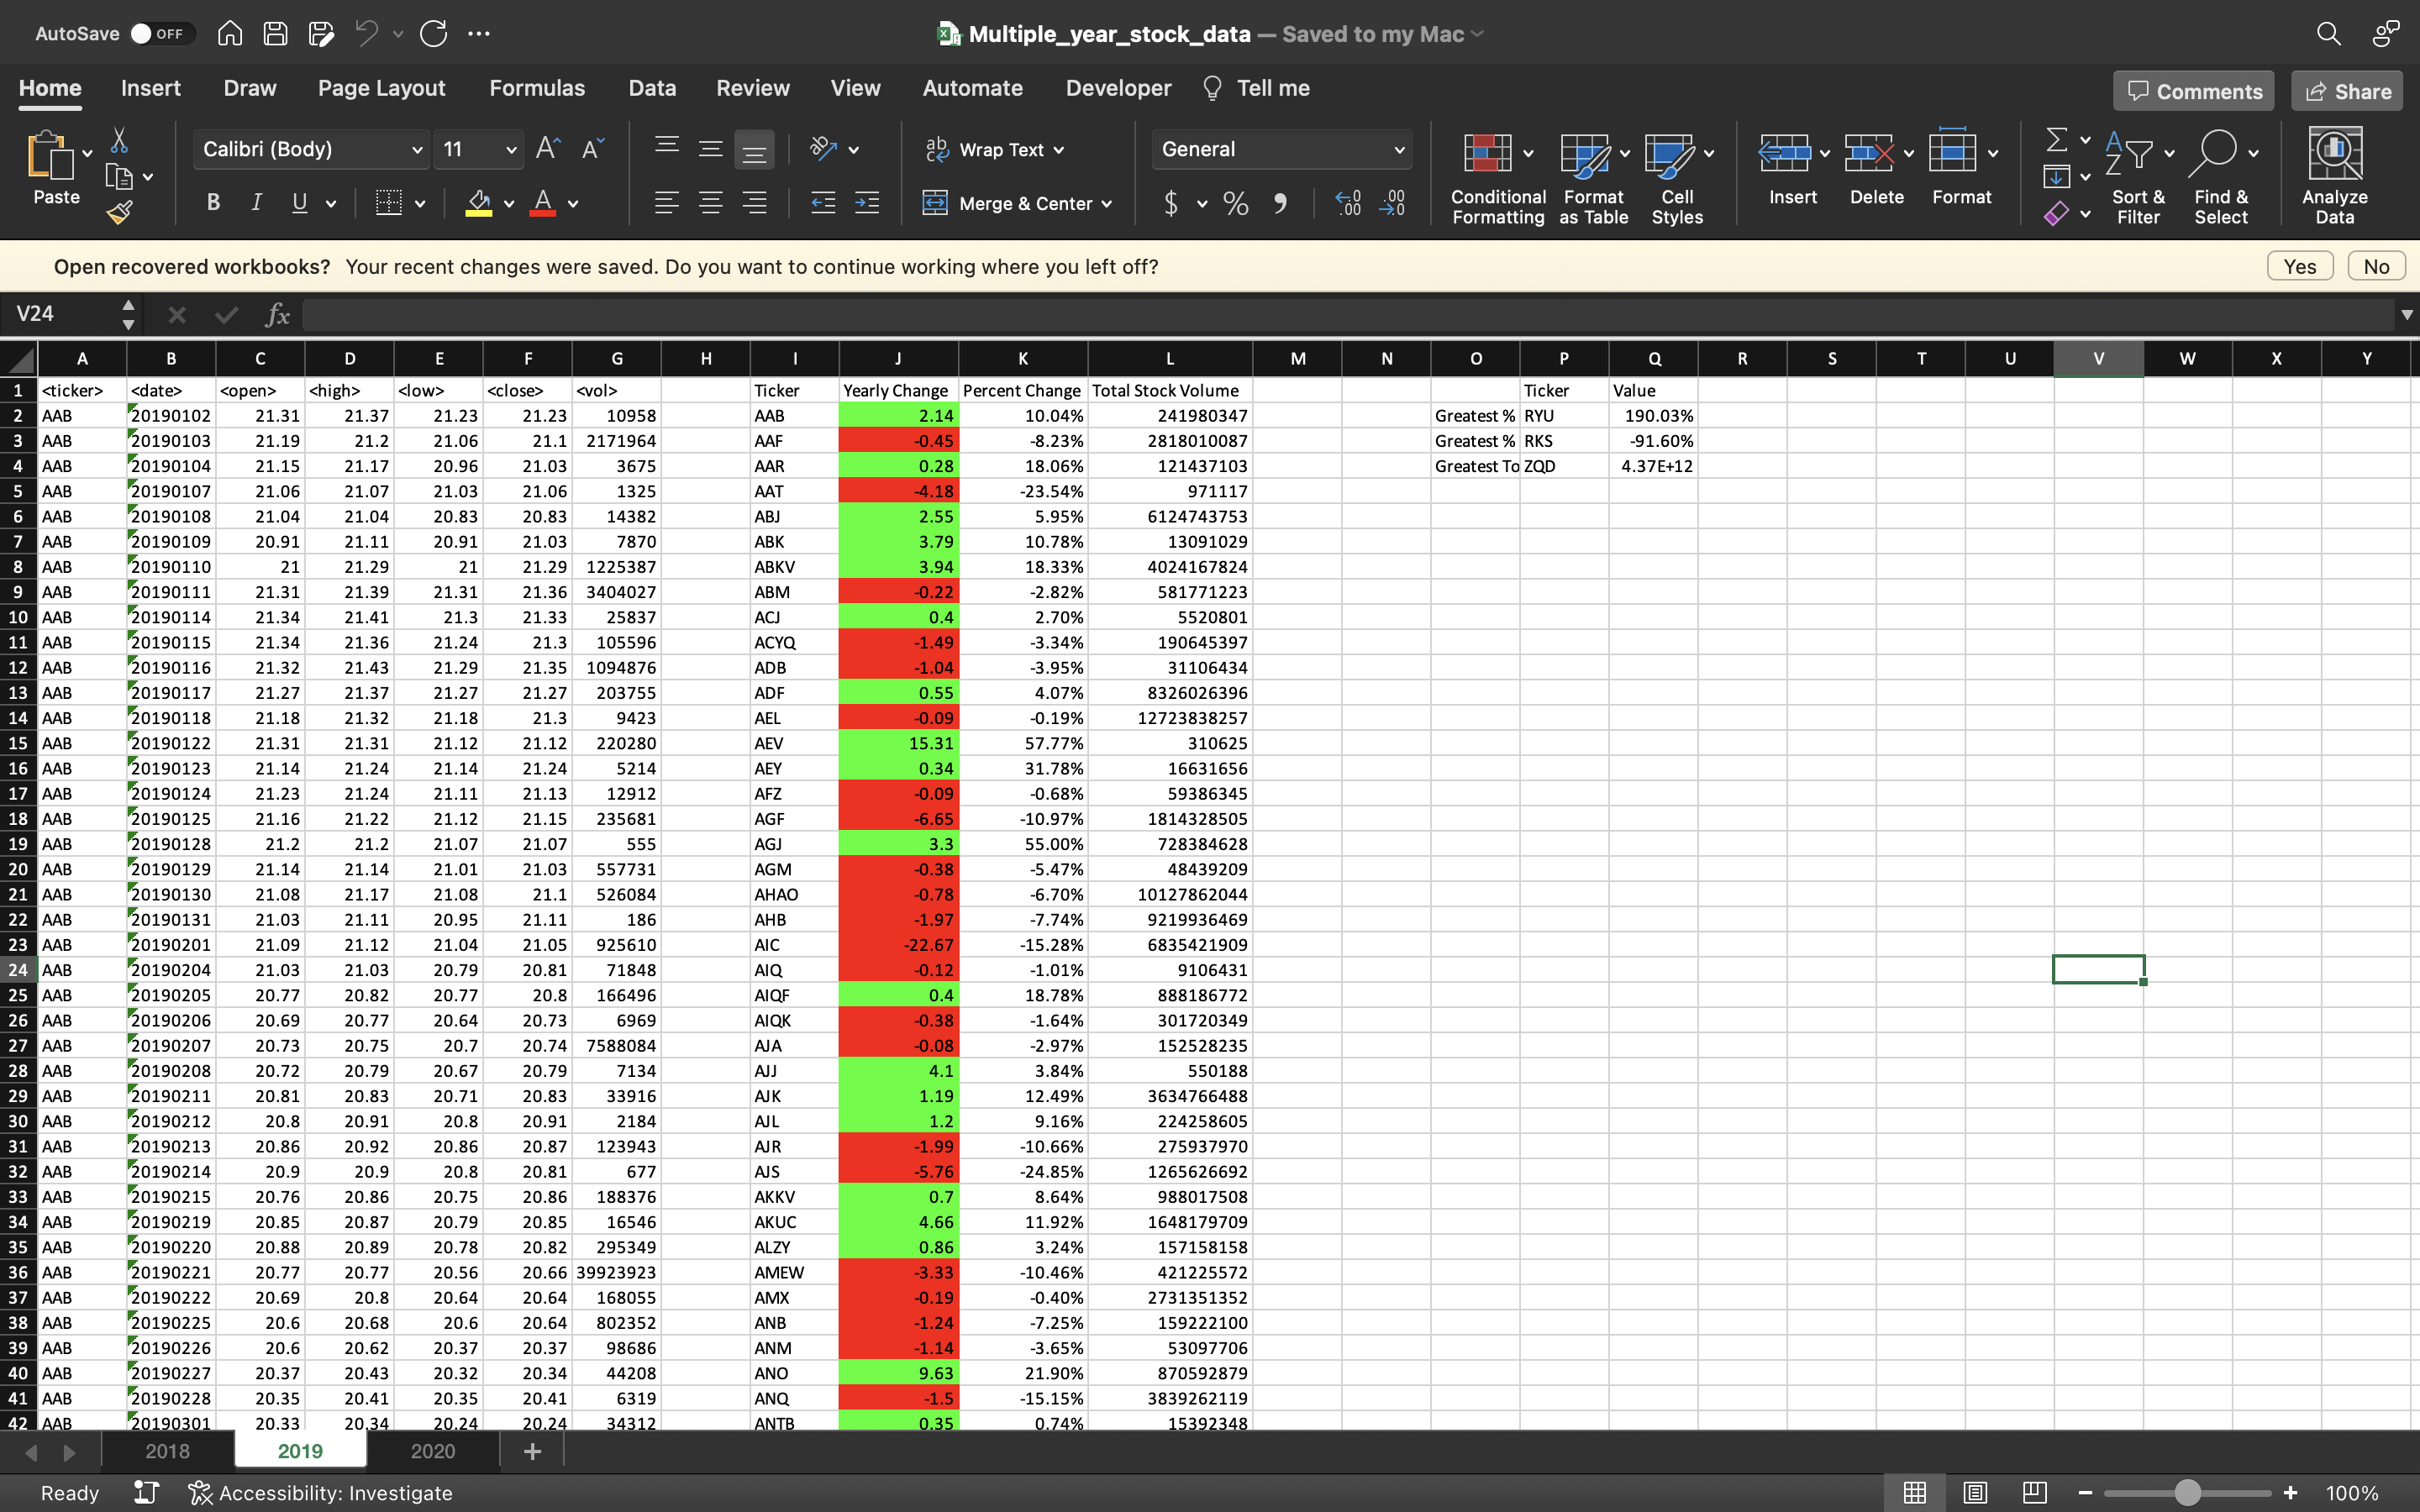 AutoSave OFF Multiple_year_stock_data — Saved to my Mac
Home Insert Draw Page Layout Formulas Data Review View Automate Developer Tell me Comments Share
Paste Calibri (Body) 11 A^ A˅ B I U A ab c Wrap Text Merge & Center General $ % , .00 .00 Conditional Formatting Format as Table Cell Styles Insert Delete Format Sort & Filter Find & Select Analyze Data
Open recovered workbooks? Your recent changes were saved. Do you want to continue working where you left off? Yes No
V24 fx
A B C D E F G H I J K L M N O P Q R S T U V W X Y
1 <ticker> <date> <open> <high> <low> <close> <vol> Ticker Yearly Change Percent Change Total Stock Volume Ticker Value
2 AAB 20190102 21.31 21.37 21.23 21.23 10958 AAB 2.14 10.04% 241980347 Greatest % RYU 190.03%
3 AAB 20190103 21.19 21.2 21.06 21.1 2171964 AAF -0.45 -8.23% 2818010087 Greatest % RKS -91.60%
4 AAB 20190104 21.15 21.17 20.96 21.03 3675 AAR 0.28 18.06% 121437103 Greatest To ZQD 4.37E+12
5 AAB 20190107 21.06 21.07 21.03 21.06 1325 AAT -4.18 -23.54% 971117
6 AAB 20190108 21.04 21.04 20.83 20.83 14382 ABJ 2.55 5.95% 6124743753
7 AAB 20190109 20.91 21.11 20.91 21.03 7870 ABK 3.79 10.78% 13091029
8 AAB 20190110 21 21.29 21 21.29 1225387 ABKV 3.94 18.33% 4024167824
9 AAB 20190111 21.31 21.39 21.31 21.36 3404027 ABM -0.22 -2.82% 581771223
10 AAB 20190114 21.34 21.41 21.3 21.33 25837 ACJ 0.4 2.70% 5520801
11 AAB 20190115 21.34 21.36 21.24 21.3 105596 ACYQ -1.49 -3.34% 190645397
12 AAB 20190116 21.32 21.43 21.29 21.35 1094876 ADB -1.04 -3.95% 31106434
13 AAB 20190117 21.27 21.37 21.27 21.27 203755 ADF 0.55 4.07% 8326026396
14 AAB 20190118 21.18 21.32 21.18 21.3 9423 AEL -0.09 -0.19% 12723838257
15 AAB 20190122 21.31 21.31 21.12 21.12 220280 AEV 15.31 57.77% 310625
16 AAB 20190123 21.14 21.24 21.14 21.24 5214 AEY 0.34 31.78% 16631656
17 AAB 20190124 21.23 21.24 21.11 21.13 12912 AFZ -0.09 -0.68% 59386345
18 AAB 20190125 21.16 21.22 21.12 21.15 235681 AGF -6.65 -10.97% 1814328505
19 AAB 20190128 21.2 21.2 21.07 21.07 555 AGJ 3.3 55.00% 728384628
20 AAB 20190129 21.14 21.14 21.01 21.03 557731 AGM -0.38 -5.47% 48439209
21 AAB 20190130 21.08 21.17 21.08 21.1 526084 AHAO -0.78 -6.70% 10127862044
22 AAB 20190131 21.03 21.11 20.95 21.11 186 AHB -1.97 -7.74% 9219936469
23 AAB 20190201 21.09 21.12 21.04 21.05 925610 AIC -22.67 -15.28% 6835421909
24 AAB 20190204 21.03 21.03 20.79 20.81 71848 AIQ -0.12 -1.01% 9106431
25 AAB 20190205 20.77 20.82 20.77 20.8 166496 AIQF 0.4 18.78% 888186772
26 AAB 20190206 20.69 20.77 20.64 20.73 6969 AIQK -0.38 -1.64% 301720349
27 AAB 20190207 20.73 20.75 20.7 20.74 7588084 AJA -0.08 -2.97% 152528235
28 AAB 20190208 20.72 20.79 20.67 20.79 7134 AJJ 4.1 3.84% 550188
29 AAB 20190211 20.81 20.83 20.71 20.83 33916 AJK 1.19 12.49% 3634766488
30 AAB 20190212 20.8 20.91 20.8 20.91 2184 AJL 1.2 9.16% 224258605
31 AAB 20190213 20.86 20.92 20.86 20.87 123943 AJR -1.99 -10.66% 275937970
32 AAB 20190214 20.9 20.9 20.8 20.81 677 AJS -5.76 -24.85% 1265626692
33 AAB 20190215 20.76 20.86 20.75 20.86 188376 AKKV 0.7 8.64% 988017508
34 AAB 20190219 20.85 20.87 20.79 20.85 16546 AKUC 4.66 11.92% 1648179709
35 AAB 20190220 20.88 20.89 20.78 20.82 295349 ALZY 0.86 3.24% 157158158
36 AAB 20190221 20.77 20.77 20.56 20.66 39923923 AMEW -3.33 -10.46% 421225572
37 AAB 20190222 20.69 20.8 20.64 20.64 168055 AMX -0.19 -0.40% 2731351352
38 AAB 20190225 20.6 20.68 20.6 20.64 802352 ANB -1.24 -7.25% 159222100
39 AAB 20190226 20.6 20.62 20.37 20.37 98686 ANM -1.14 -3.65% 53097706
40 AAB 20190227 20.37 20.43 20.32 20.34 44208 ANO 9.63 21.90% 870592879
41 AAB 20190228 20.35 20.41 20.35 20.41 6319 ANQ -1.5 -15.15% 3839262119
42 AAB 20190301 20.33 20.34 20.24 20.24 34312 ANTB 0.35 0.74% 15392348
2018 2019 2020 +
Ready Accessibility: Investigate 100%